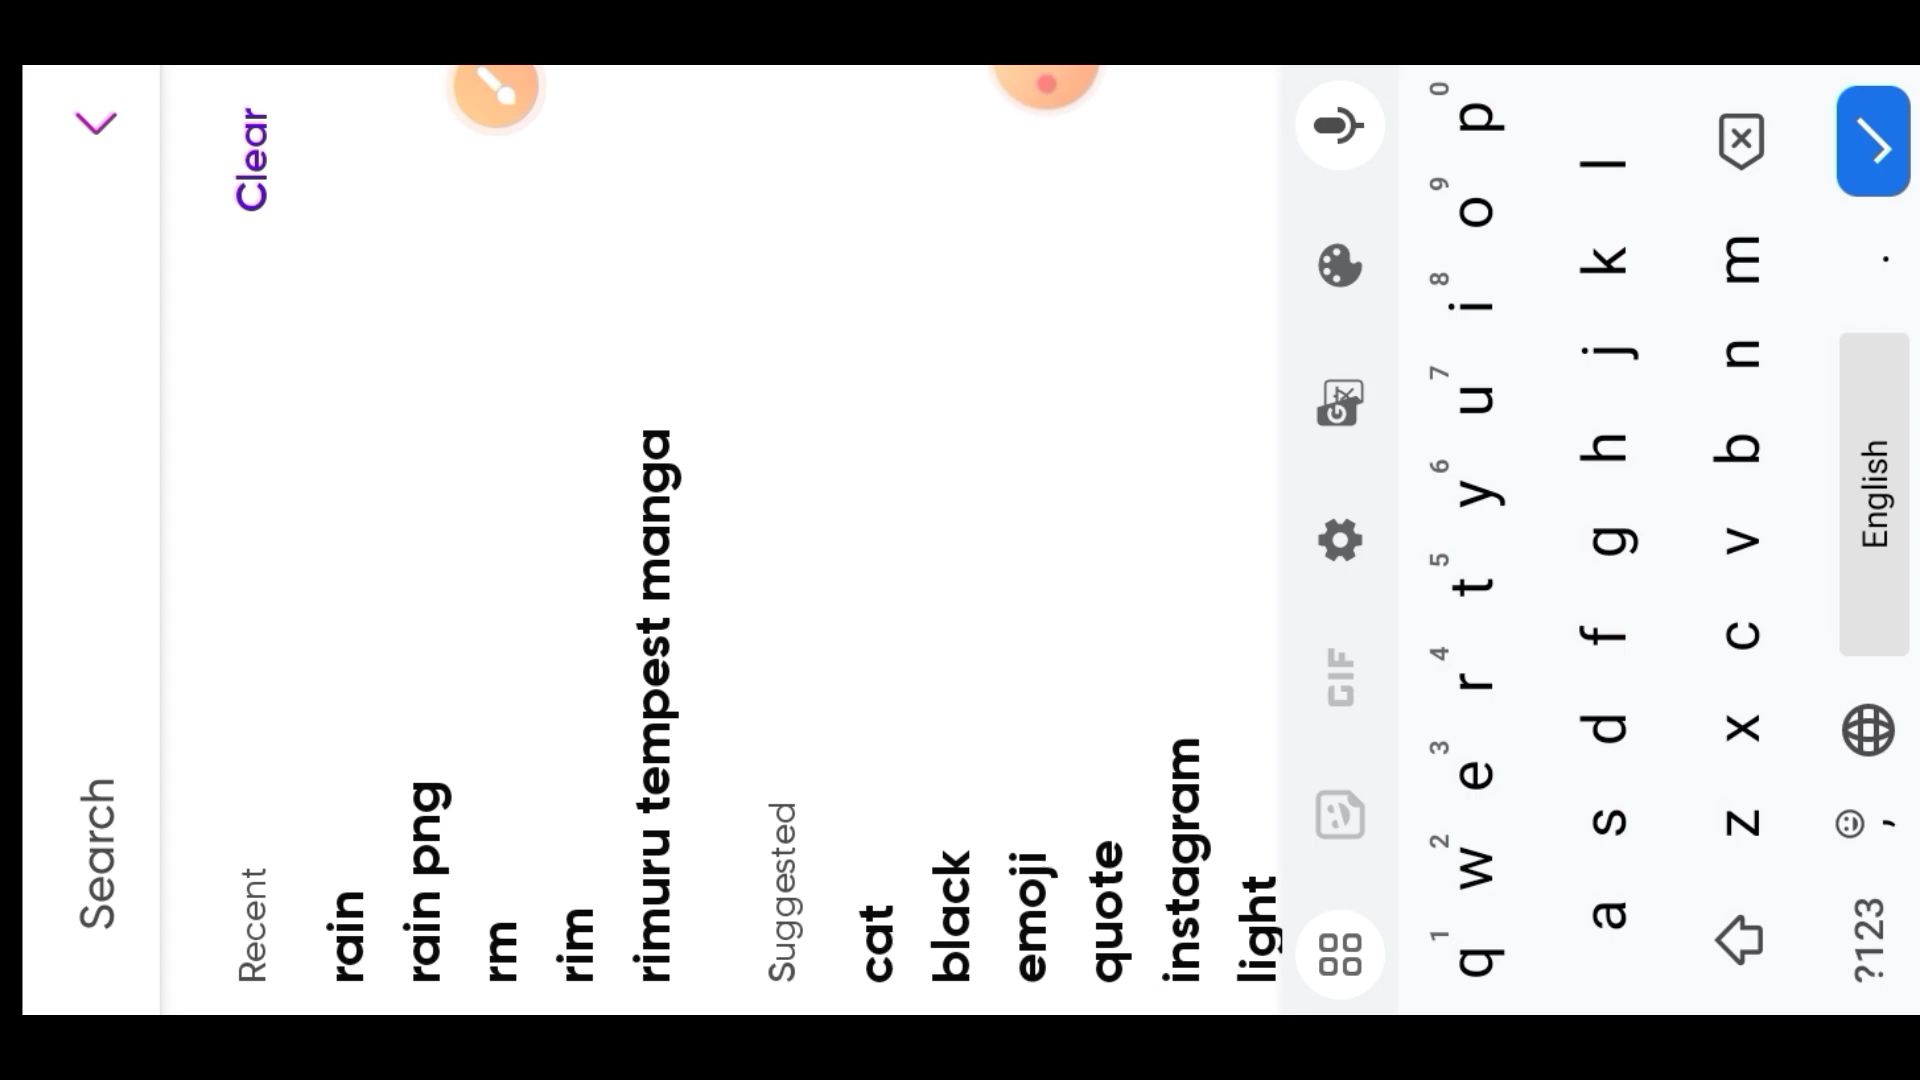 Search
Recent
Clear
rain
rain png
rm
rim
rimuru tempest manga
Suggested
cat
black
emoji
quote
instagram
light
GIF
1 2 3 4 5 6 7 8 9 0
q w e r t y u i o p
a s d f g h j k l
z x c v b n m
?123 , English .